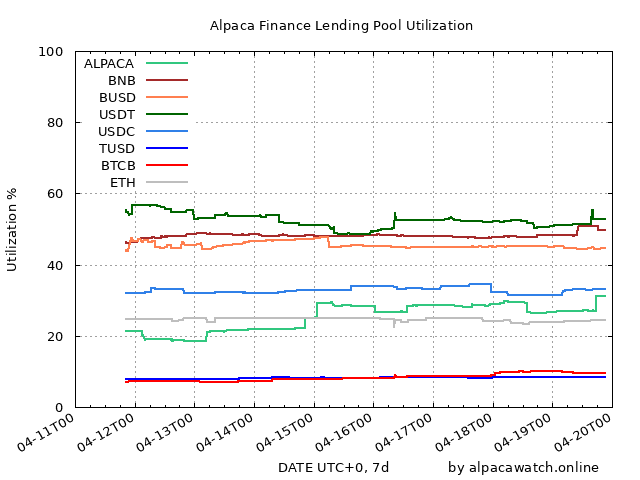 Alpaca Finance Lending Pool Utilization
100
80
60
40
20
0
Utilization %
ALPACA
BNB
BUSD
USDT
USDC
TUSD
BTCB
ETH
04-11T00
04-12T00
04-13T00
04-14T00
04-15T00
04-16T00
04-17T00
04-18T00
04-19T00
04-20T00
DATE UTC+0, 7d
by alpacawatch.online